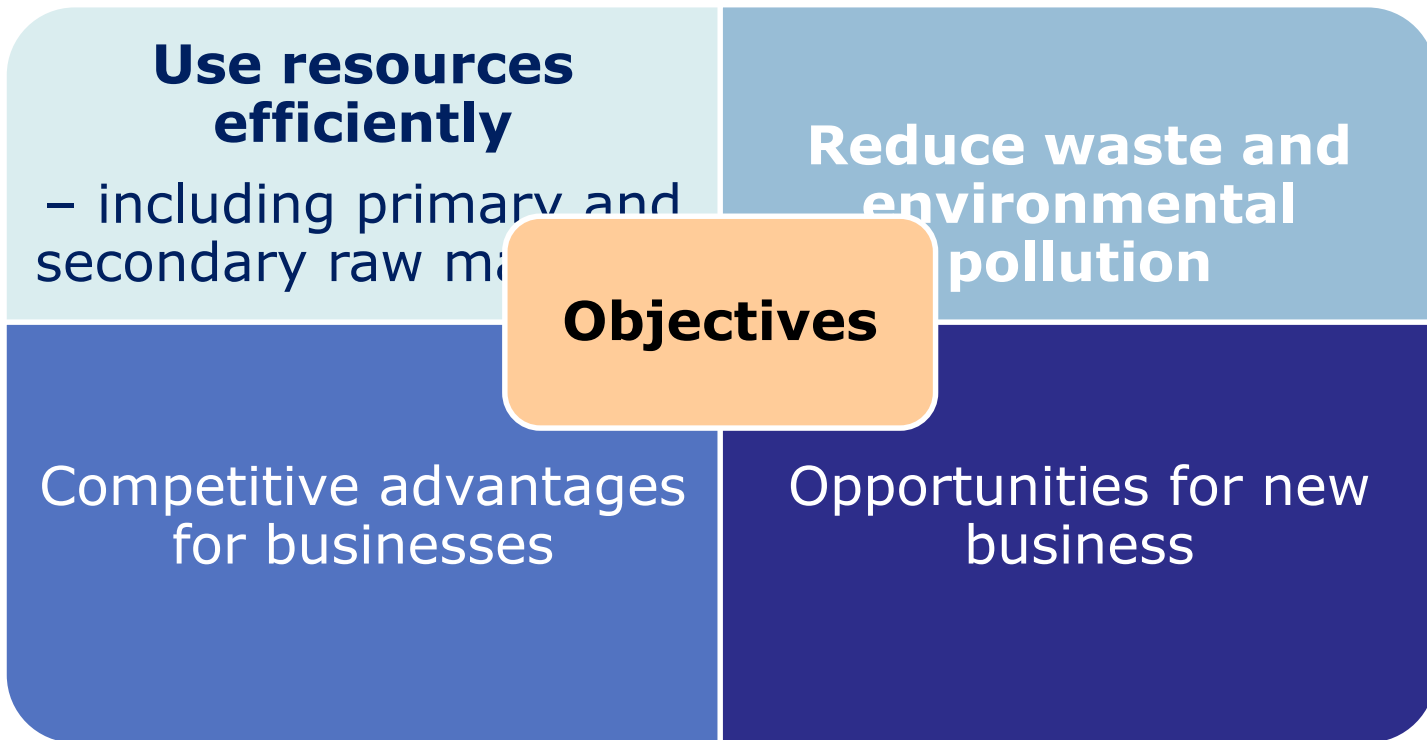 Use resources
efficiently
– including primary and
secondary raw ma
Reduce waste and
environmental
pollution
Objectives
Competitive advantages
for businesses
Opportunities for new
business